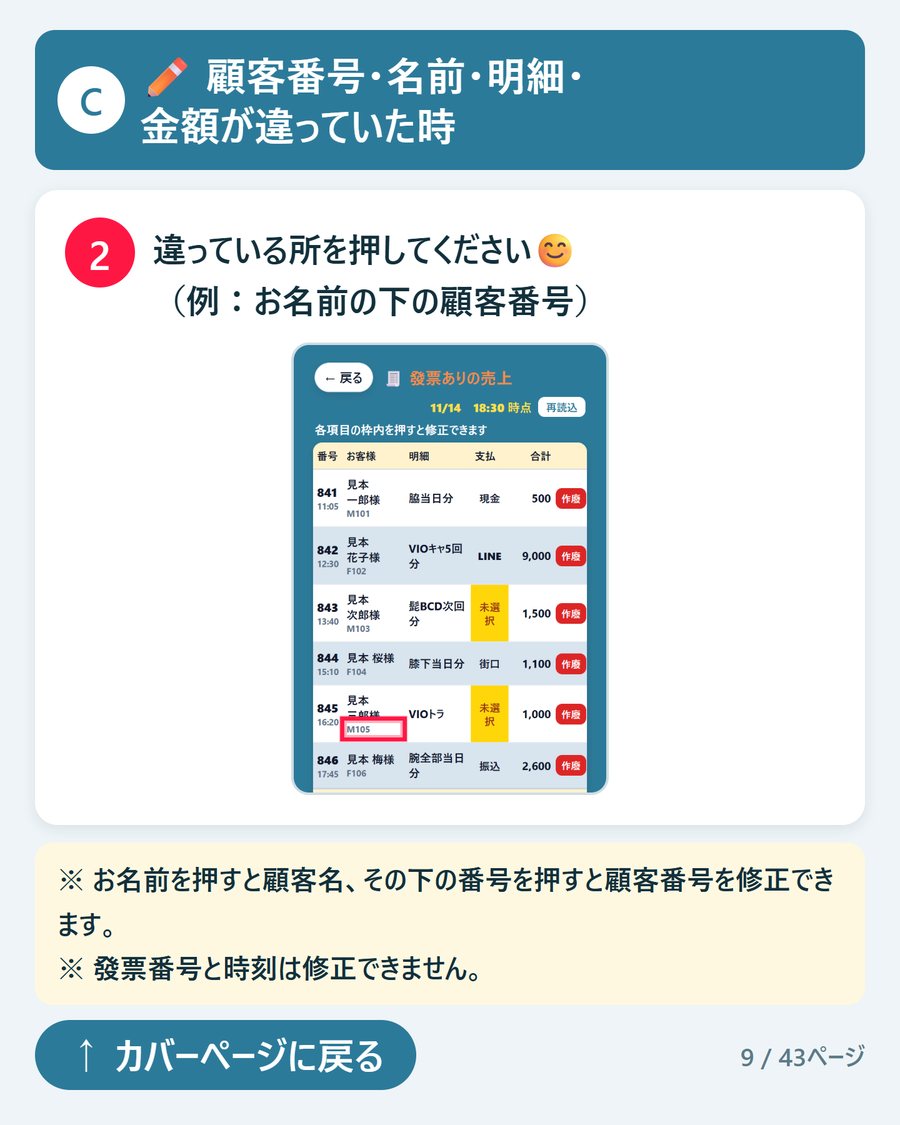 C
顧客番号・名前・明細・
金額が違っていた時
2
違っている所を押してください
（例：お名前の下の顧客番号）
← 戻る 發票ありの売上
11/14 18:30 時点 再読込
各項目の枠内を押すと修正できます
番号 お客様 明細 支払 合計
841 11:05 見本 一郎様 M101 脇当日分 現金 500 作廢
842 12:30 見本 花子様 F102 VIOキャ5回分 LINE 9,000 作廢
843 13:40 見本 次郎様 M103 髭BCD次回分 未選択 1,500 作廢
844 15:10 見本 桜様 F104 膝下当日分 街口 1,100 作廢
845 16:20 見本 三郎様 M105 VIOトラ 未選択 1,000 作廢
846 17:45 見本 梅様 F106 腕全部当日分 振込 2,600 作廢
※ お名前を押すと顧客名、その下の番号を押すと顧客番号を修正でき
ます。
※ 發票番号と時刻は修正できません。
↑ カバーページに戻る
9 / 43ページ